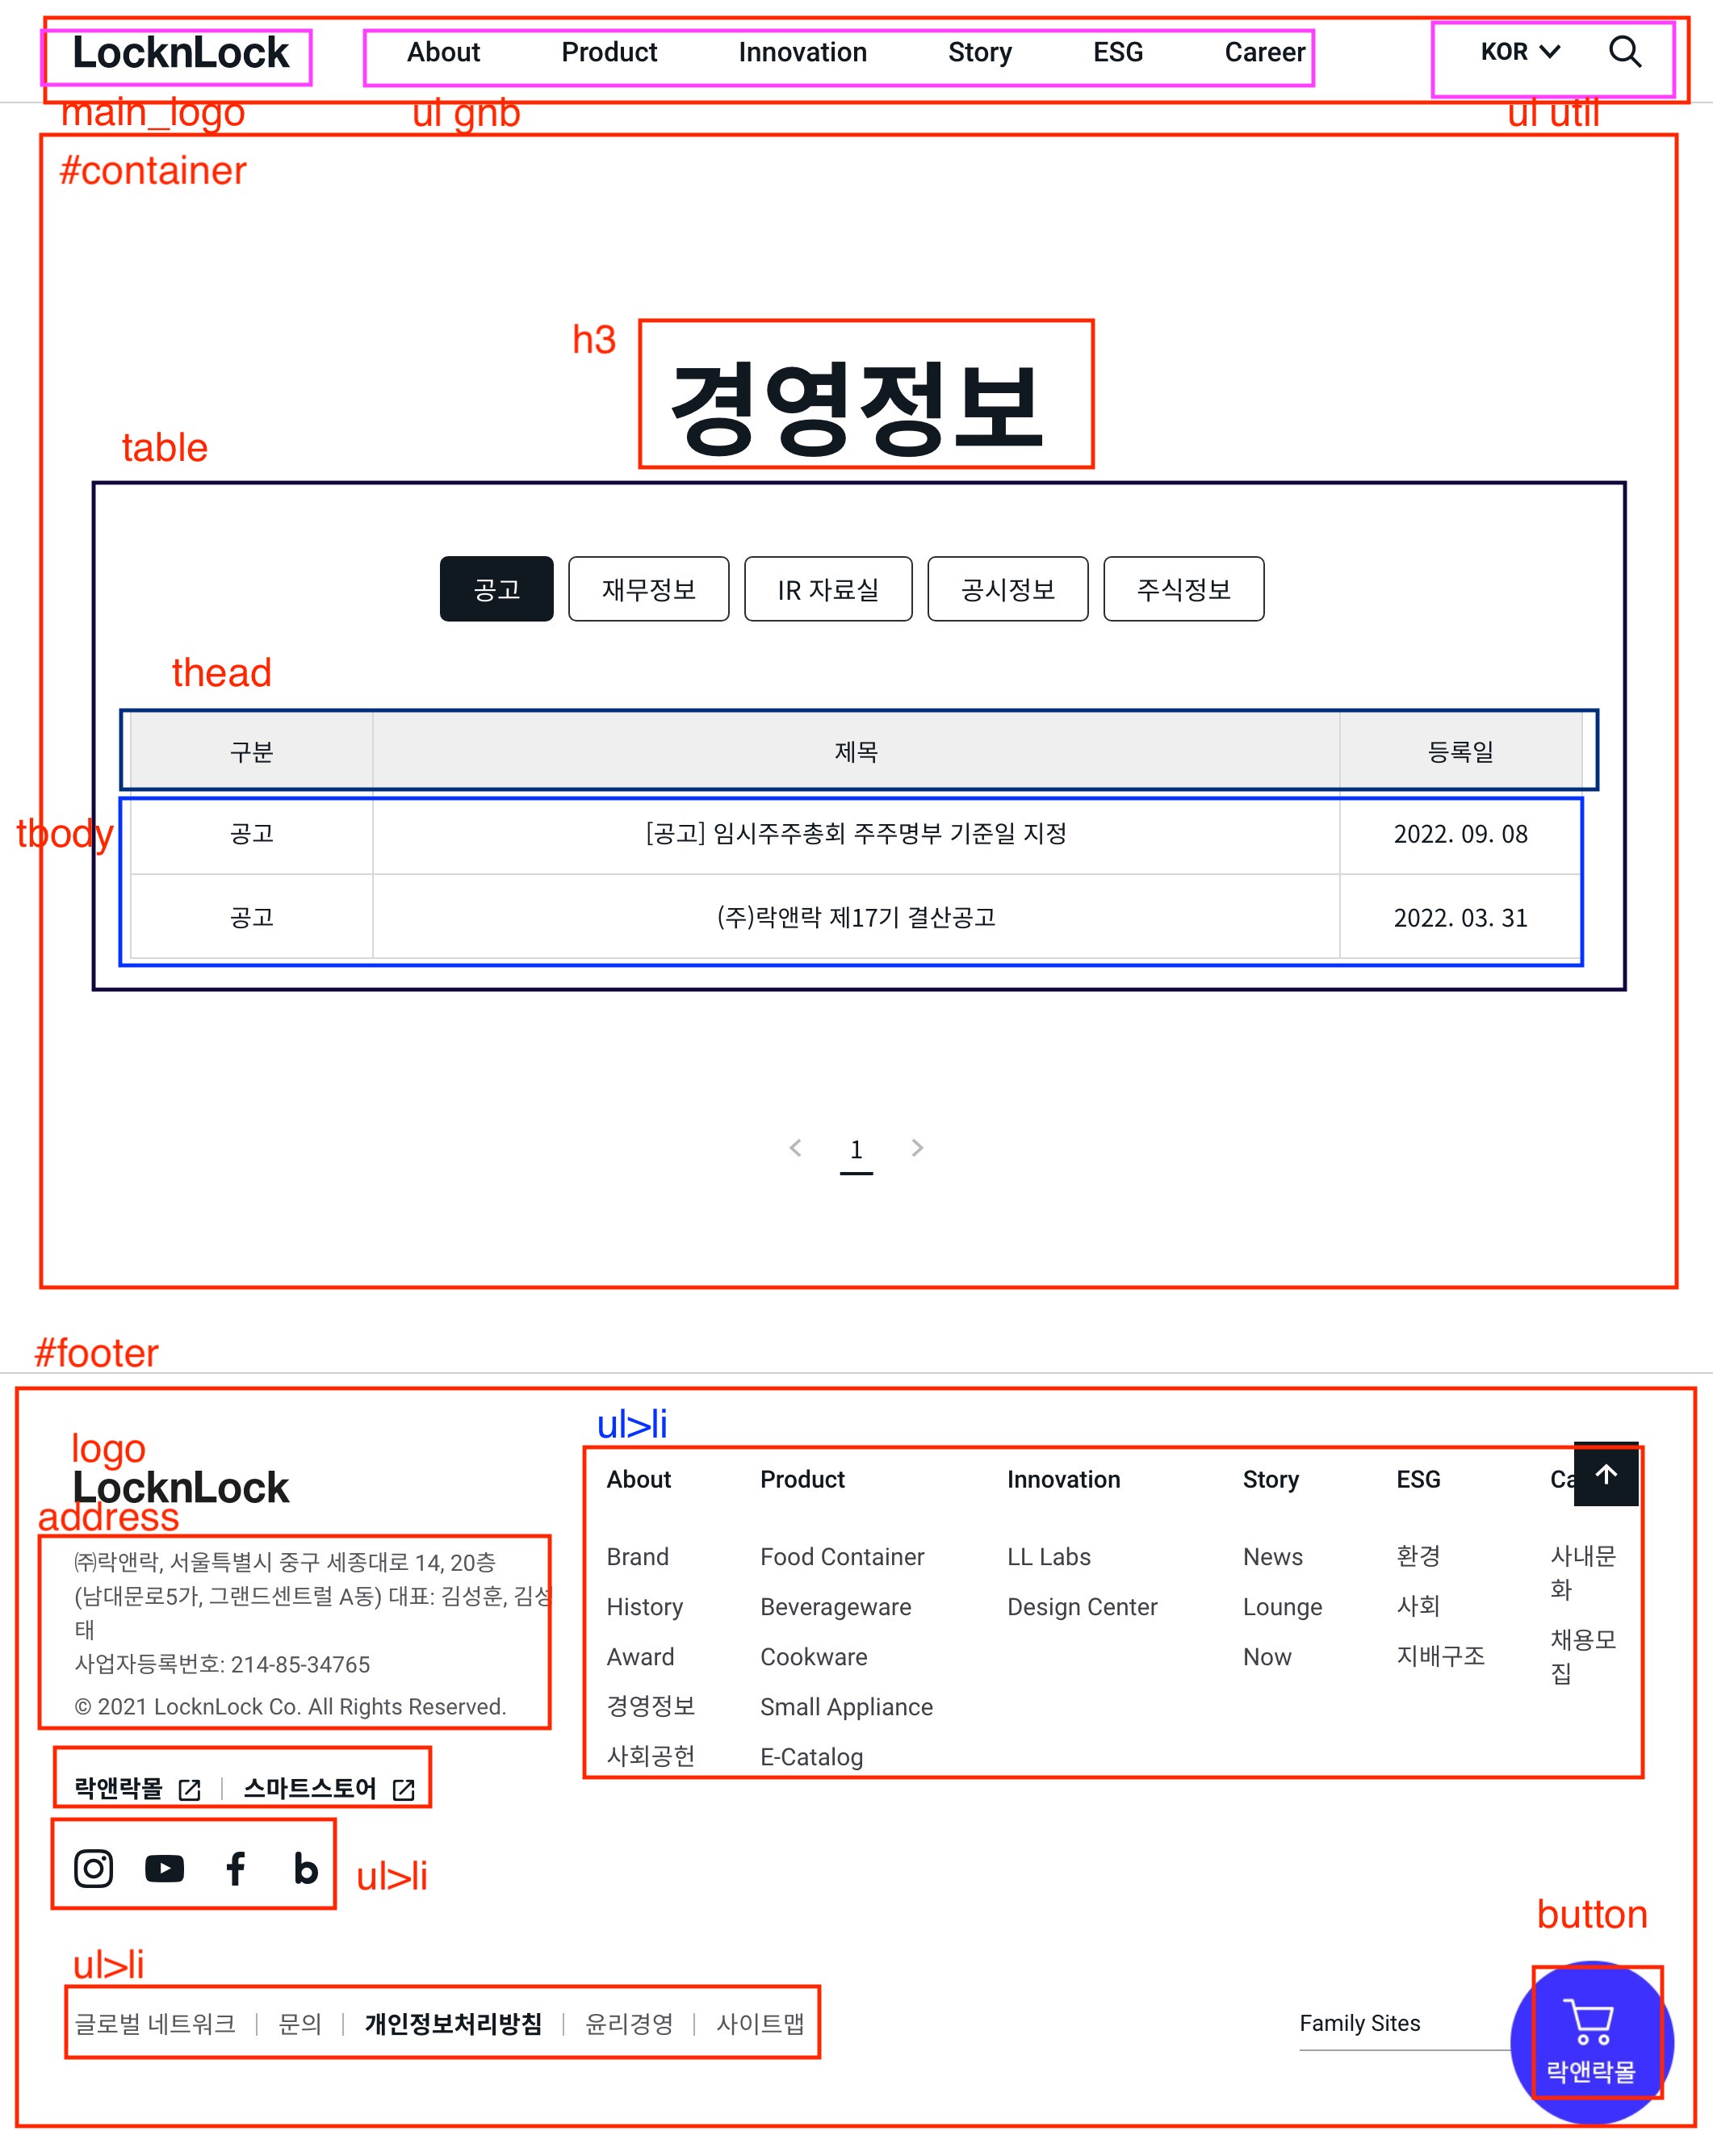 LocknLock About Product Innovation Story ESG Career KOR
main_logo ul gnb ul util
#container
h3
경영정보
table
공고 재무정보 IR 자료실 공시정보 주식정보
thead
구분 제목 등록일
tbody
공고 [공고] 임시주주총회 주주명부 기준일 지정 2022. 09. 08
공고 (주)락앤락 제17기 결산공고 2022. 03. 31
< 1 >
#footer
logo
LocknLock
address
㈜락앤락, 서울특별시 중구 세종대로 14, 20층
(남대문로5가, 그랜드센트럴 A동) 대표: 김성훈, 김성
태
사업자등록번호: 214-85-34765
© 2021 LocknLock Co. All Rights Reserved.
락앤락몰 | 스마트스토어
ul>li
ul>li
About Product Innovation Story ESG Ca
Brand Food Container LL Labs News 환경 사내문
화
History Beverageware Design Center Lounge 사회
Award Cookware Now 지배구조 채용모
집
경영정보 Small Appliance
사회공헌 E-Catalog
ul>li
글로벌 네트워크 | 문의 | 개인정보처리방침 | 윤리경영 | 사이트맵
Family Sites
button
락앤락몰